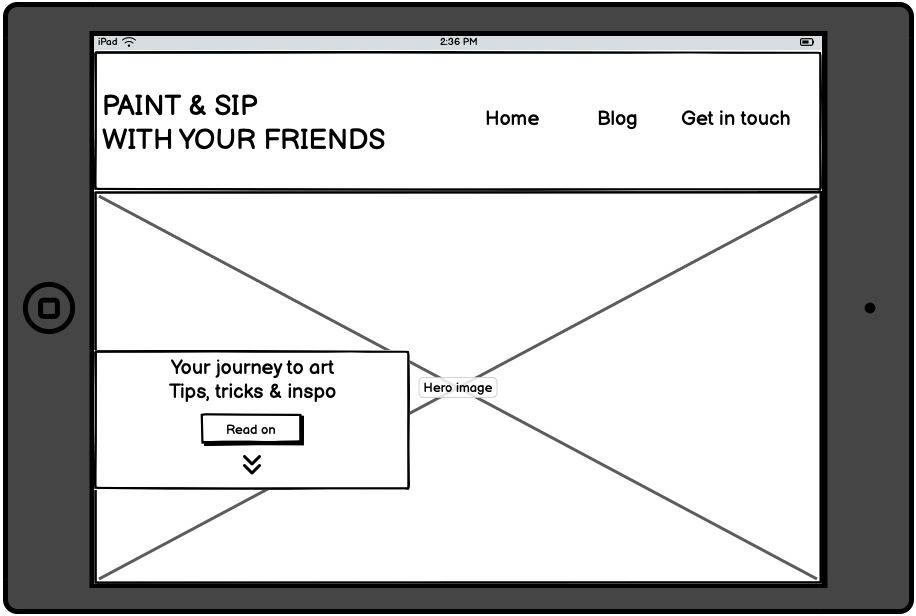 iPad 2:36 PM
PAINT & SIP
WITH YOUR FRIENDS
Home Blog Get in touch
Your journey to art
Tips, tricks & inspo
Read on
Hero image